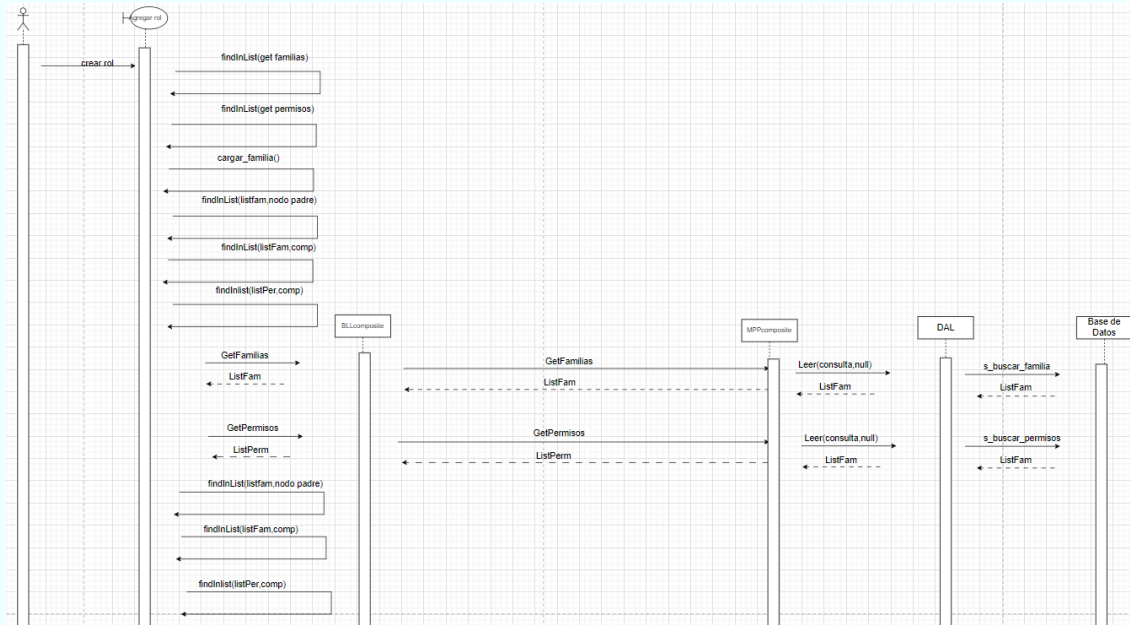 Agregar rol
crear rol
findInList(get familias)
findInList(get permisos)
cargar_familia()
findInList(listfam,nodo padre)
findInList(listFam,comp)
findInlist(listPer,comp)
BLLcomposite
MPPcomposite
DAL
Base de
Datos
GetFamilias
ListFam
GetFamilias
ListFam
Leer(consulta,null)
ListFam
s_buscar_familia
ListFam
GetPermisos
ListPerm
GetPermisos
ListPerm
Leer(consulta,null)
ListFam
s_buscar_permisos
ListFam
findInList(listfam,nodo padre)
findInList(listFam,comp)
findInlist(listPer,comp)